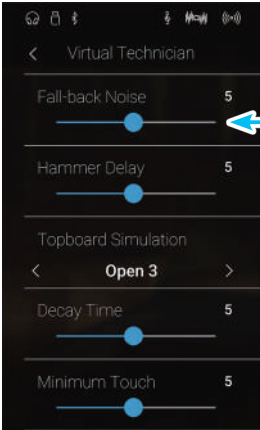 Virtual Technician
Fall-back Noise 5
Hammer Delay 5
Topboard Simulation
Open 3
Decay Time 5
Minimum Touch 5